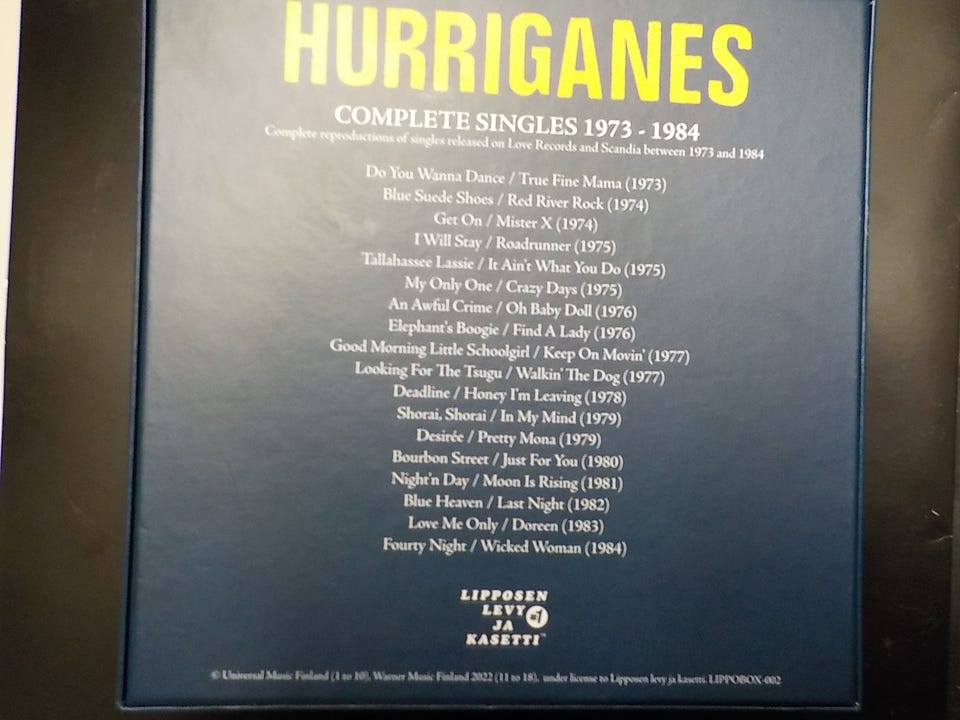 HURRIGANES
COMPLETE SINGLES 1973 - 1984
Complete reproductions of singles released on Love Records and Scandia between 1973 and 1984
Do You Wanna Dance / True Fine Mama (1973)
Blue Suede Shoes / Red River Rock (1974)
Get On / Mister X (1974)
I Will Stay / Roadrunner (1975)
Tallahassee Lassie / It Ain't What You Do (1975)
My Only One / Crazy Days (1975)
An Awful Crime / Oh Baby Doll (1976)
Elephant's Boogie / Find A Lady (1976)
Good Morning Little Schoolgirl / Keep On Movin' (1977)
Looking For The Tsugu / Walkin' The Dog (1977)
Deadline / Honey I'm Leaving (1978)
Shorai, Shorai / In My Mind (1979)
Desirée / Pretty Mona (1979)
Bourbon Street / Just For You (1980)
Night'n Day / Moon Is Rising (1981)
Blue Heaven / Last Night (1982)
Love Me Only / Doreen (1983)
Fourty Night / Wicked Woman (1984)
LIPPOSEN
LEVY #1
JA
KASETTI™
© Universal Music Finland (1 to 10), Warner Music Finland 2022 (11 to 18), under license to Lipposen levy ja kasetti. LIPPOBOX-002